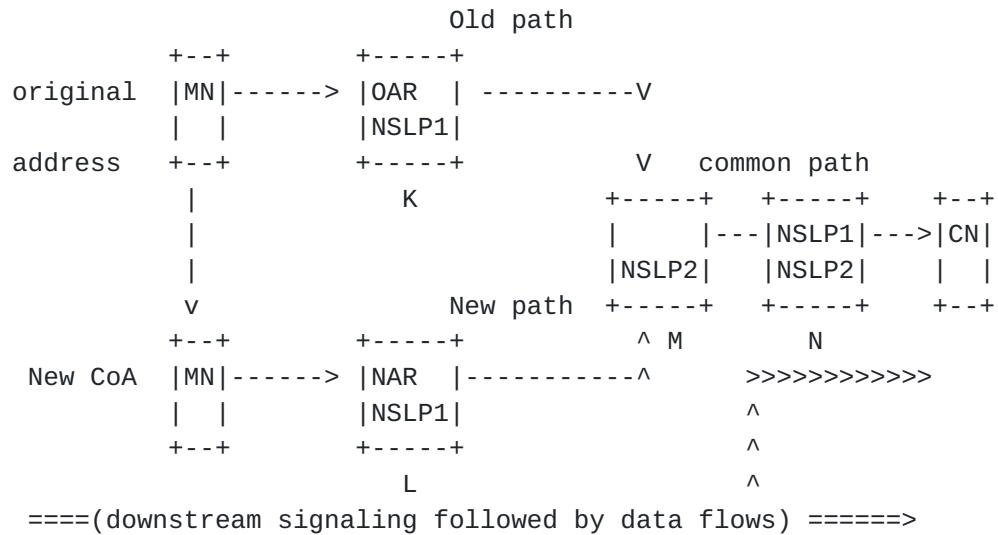 Old path
         +--+       +-----+
original |MN|------> |OAR  | ----------V
         |  |       |NSLP1|
address  +--+       +-----+          V   common path
          |            K           +-----+   +-----+    +--+
          |                        |     |---|NSLP1|--->|CN|
          |                        |NSLP2|   |NSLP2|    |  |
          v              New path  +-----+   +-----+    +--+
         +--+       +-----+          ^ M        N
 New CoA |MN|------> |NAR  |-----------^     >>>>>>>>>>>>
         |  |       |NSLP1|                ^
         +--+       +-----+                ^
                       L                   ^
 ====(downstream signaling followed by data flows) ======>